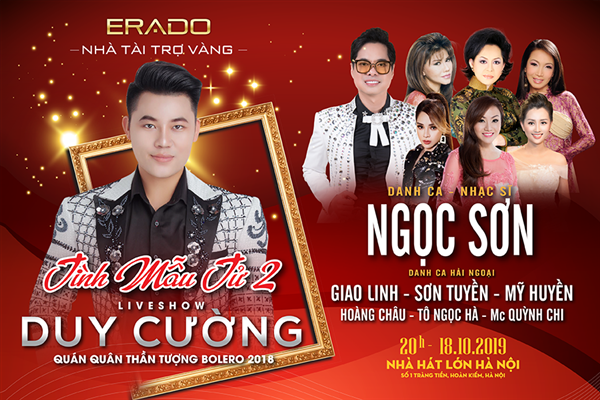 ERADO
NHÀ TÀI TRỢ VÀNG
Tình Mẫu Tử 2
LIVESHOW
DUY CƯỜNG
QUÁN QUÂN THẦN TƯỢNG BOLERO 2018
DANH CA - NHẠC SĨ
NGỌC SƠN
DANH CA HẢI NGOẠI
GIAO LINH - SƠN TUYỀN - MỸ HUYỀN
HOÀNG CHÂU - TÔ NGỌC HÀ - Mc QUỲNH CHI
20h - 18.10.2019
NHÀ HÁT LỚN HÀ NỘI
SỐ 1 TRÀNG TIỀN, HOÀN KIẾM, HÀ NỘI